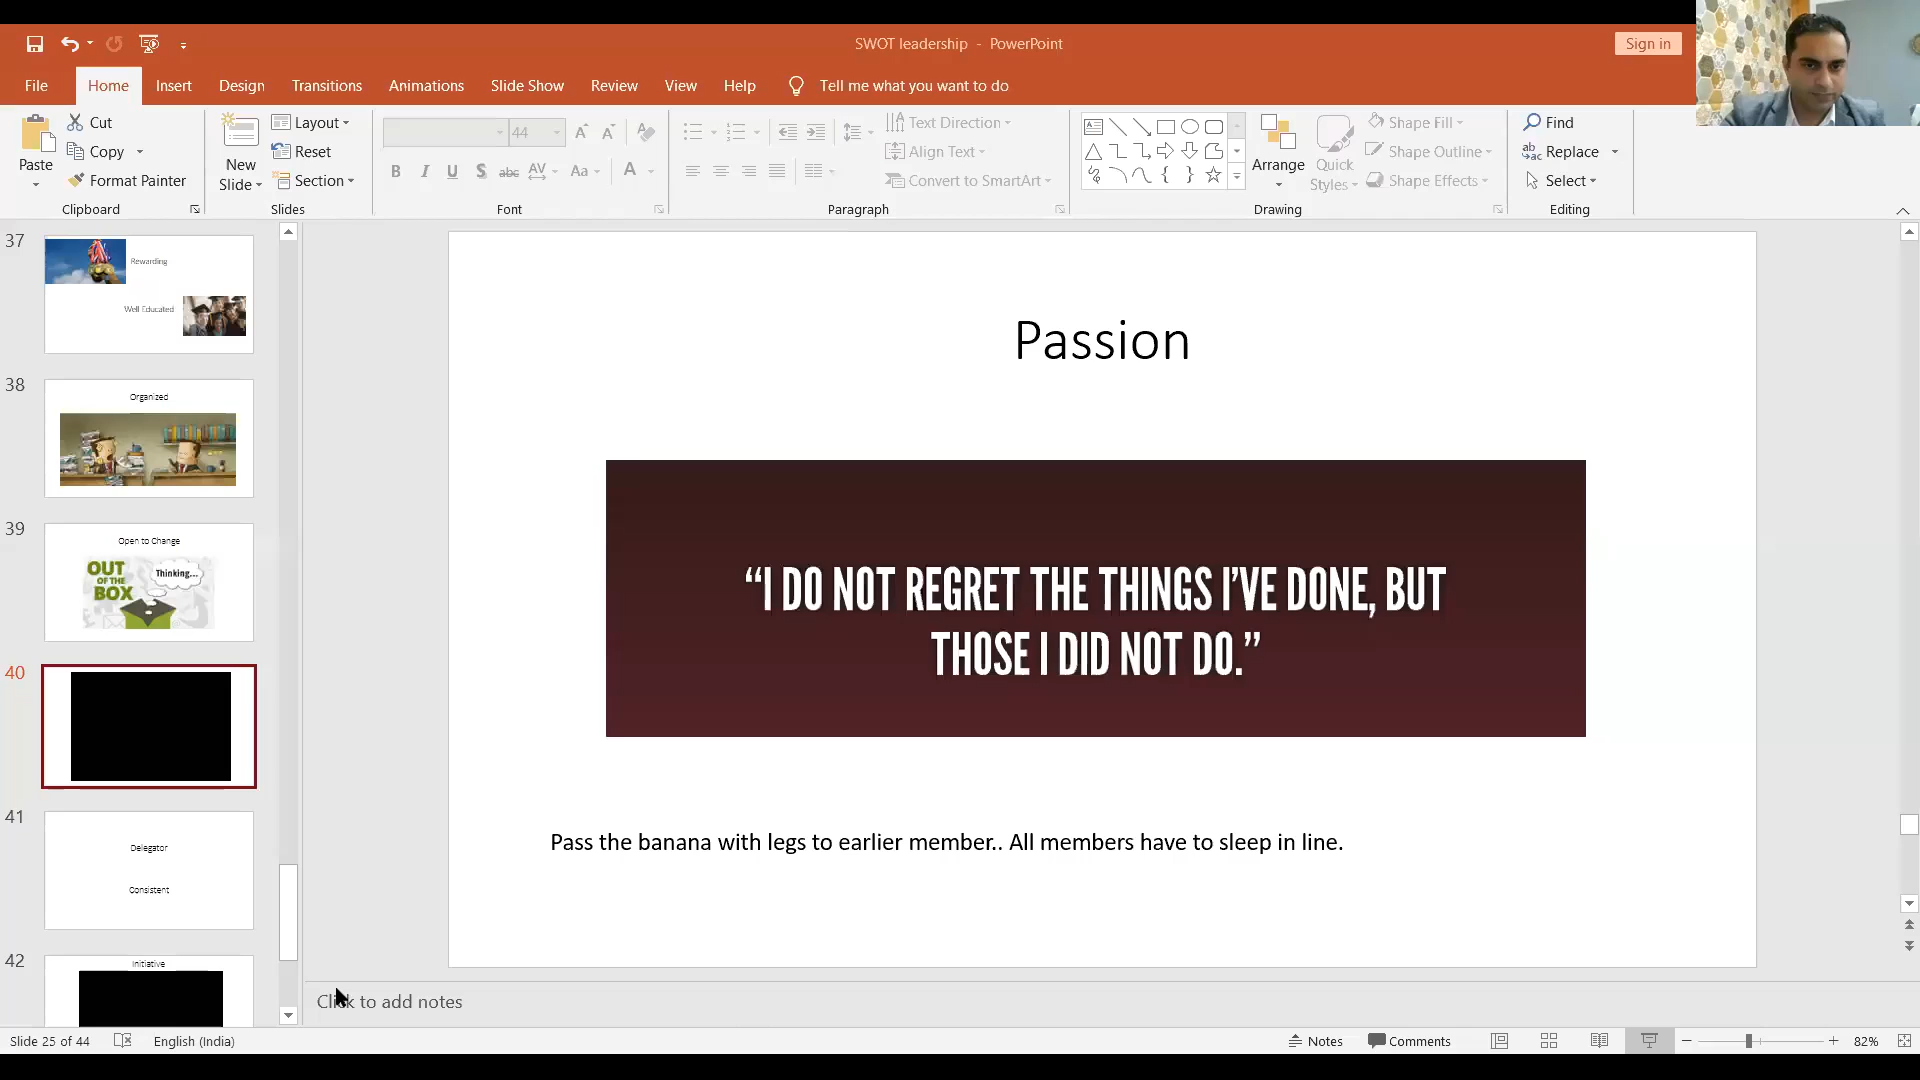 SWOT leadership - PowerPoint
Sign in
File Home Insert Design Transitions Animations Slide Show Review View Help Tell me what you want to do
Paste
Cut
Copy
Format Painter
Clipboard
New Slide
Layout
Reset
Section
Slides
44
B I U S abc AV Aa A
Font
Text Direction
Align Text
Convert to SmartArt
Paragraph
Arrange
Quick Styles
Shape Fill
Shape Outline
Shape Effects
Drawing
Find
Replace
Select
Editing
37
Rewarding
Well Educated
38
Organized
39
Open to Change
OUT OF THE BOX
Thinking...
40
41
Delegator
Consistent
42
Initiative
Passion
“I DO NOT REGRET THE THINGS I’VE DONE, BUT
THOSE I DID NOT DO.”
Pass the banana with legs to earlier member.. All members have to sleep in line.
Click to add notes
Slide 25 of 44
English (India)
Notes
Comments
82%